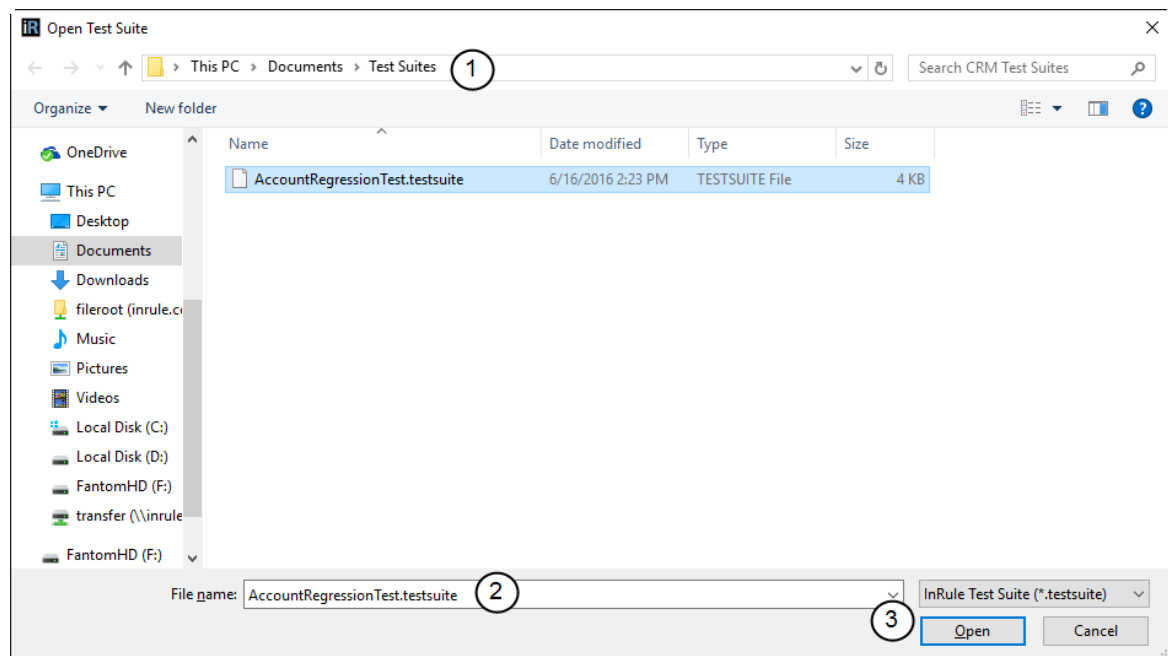 iR Open Test Suite
This PC > Documents > Test Suites 1 Search CRM Test Suites
Organize New folder ?
Name Date modified Type Size
OneDrive
AccountRegressionTest.testsuite 6/16/2016 2:23 PM TESTSUITE File 4 KB
This PC
Desktop
Documents
Downloads
fileroot (inrule.c
Music
Pictures
Videos
Local Disk (C:)
Local Disk (D:)
FantomHD (F:)
transfer (\\inrule
FantomHD (F:)
File name: AccountRegressionTest.testsuite 2 InRule Test Suite (*.testsuite)
3 Open Cancel